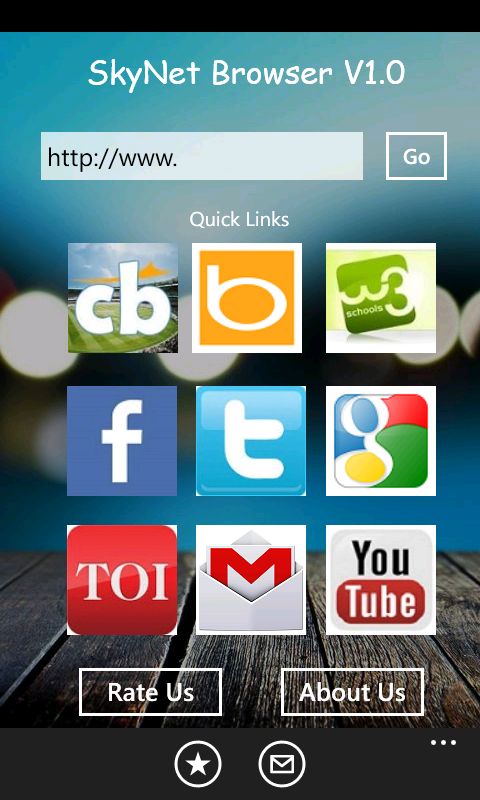 SkyNet Browser V1.0
http://www.
Go
Quick Links
cb
b
w3
schools
f
t
g
TOI
M
You
Tube
Rate Us
About Us